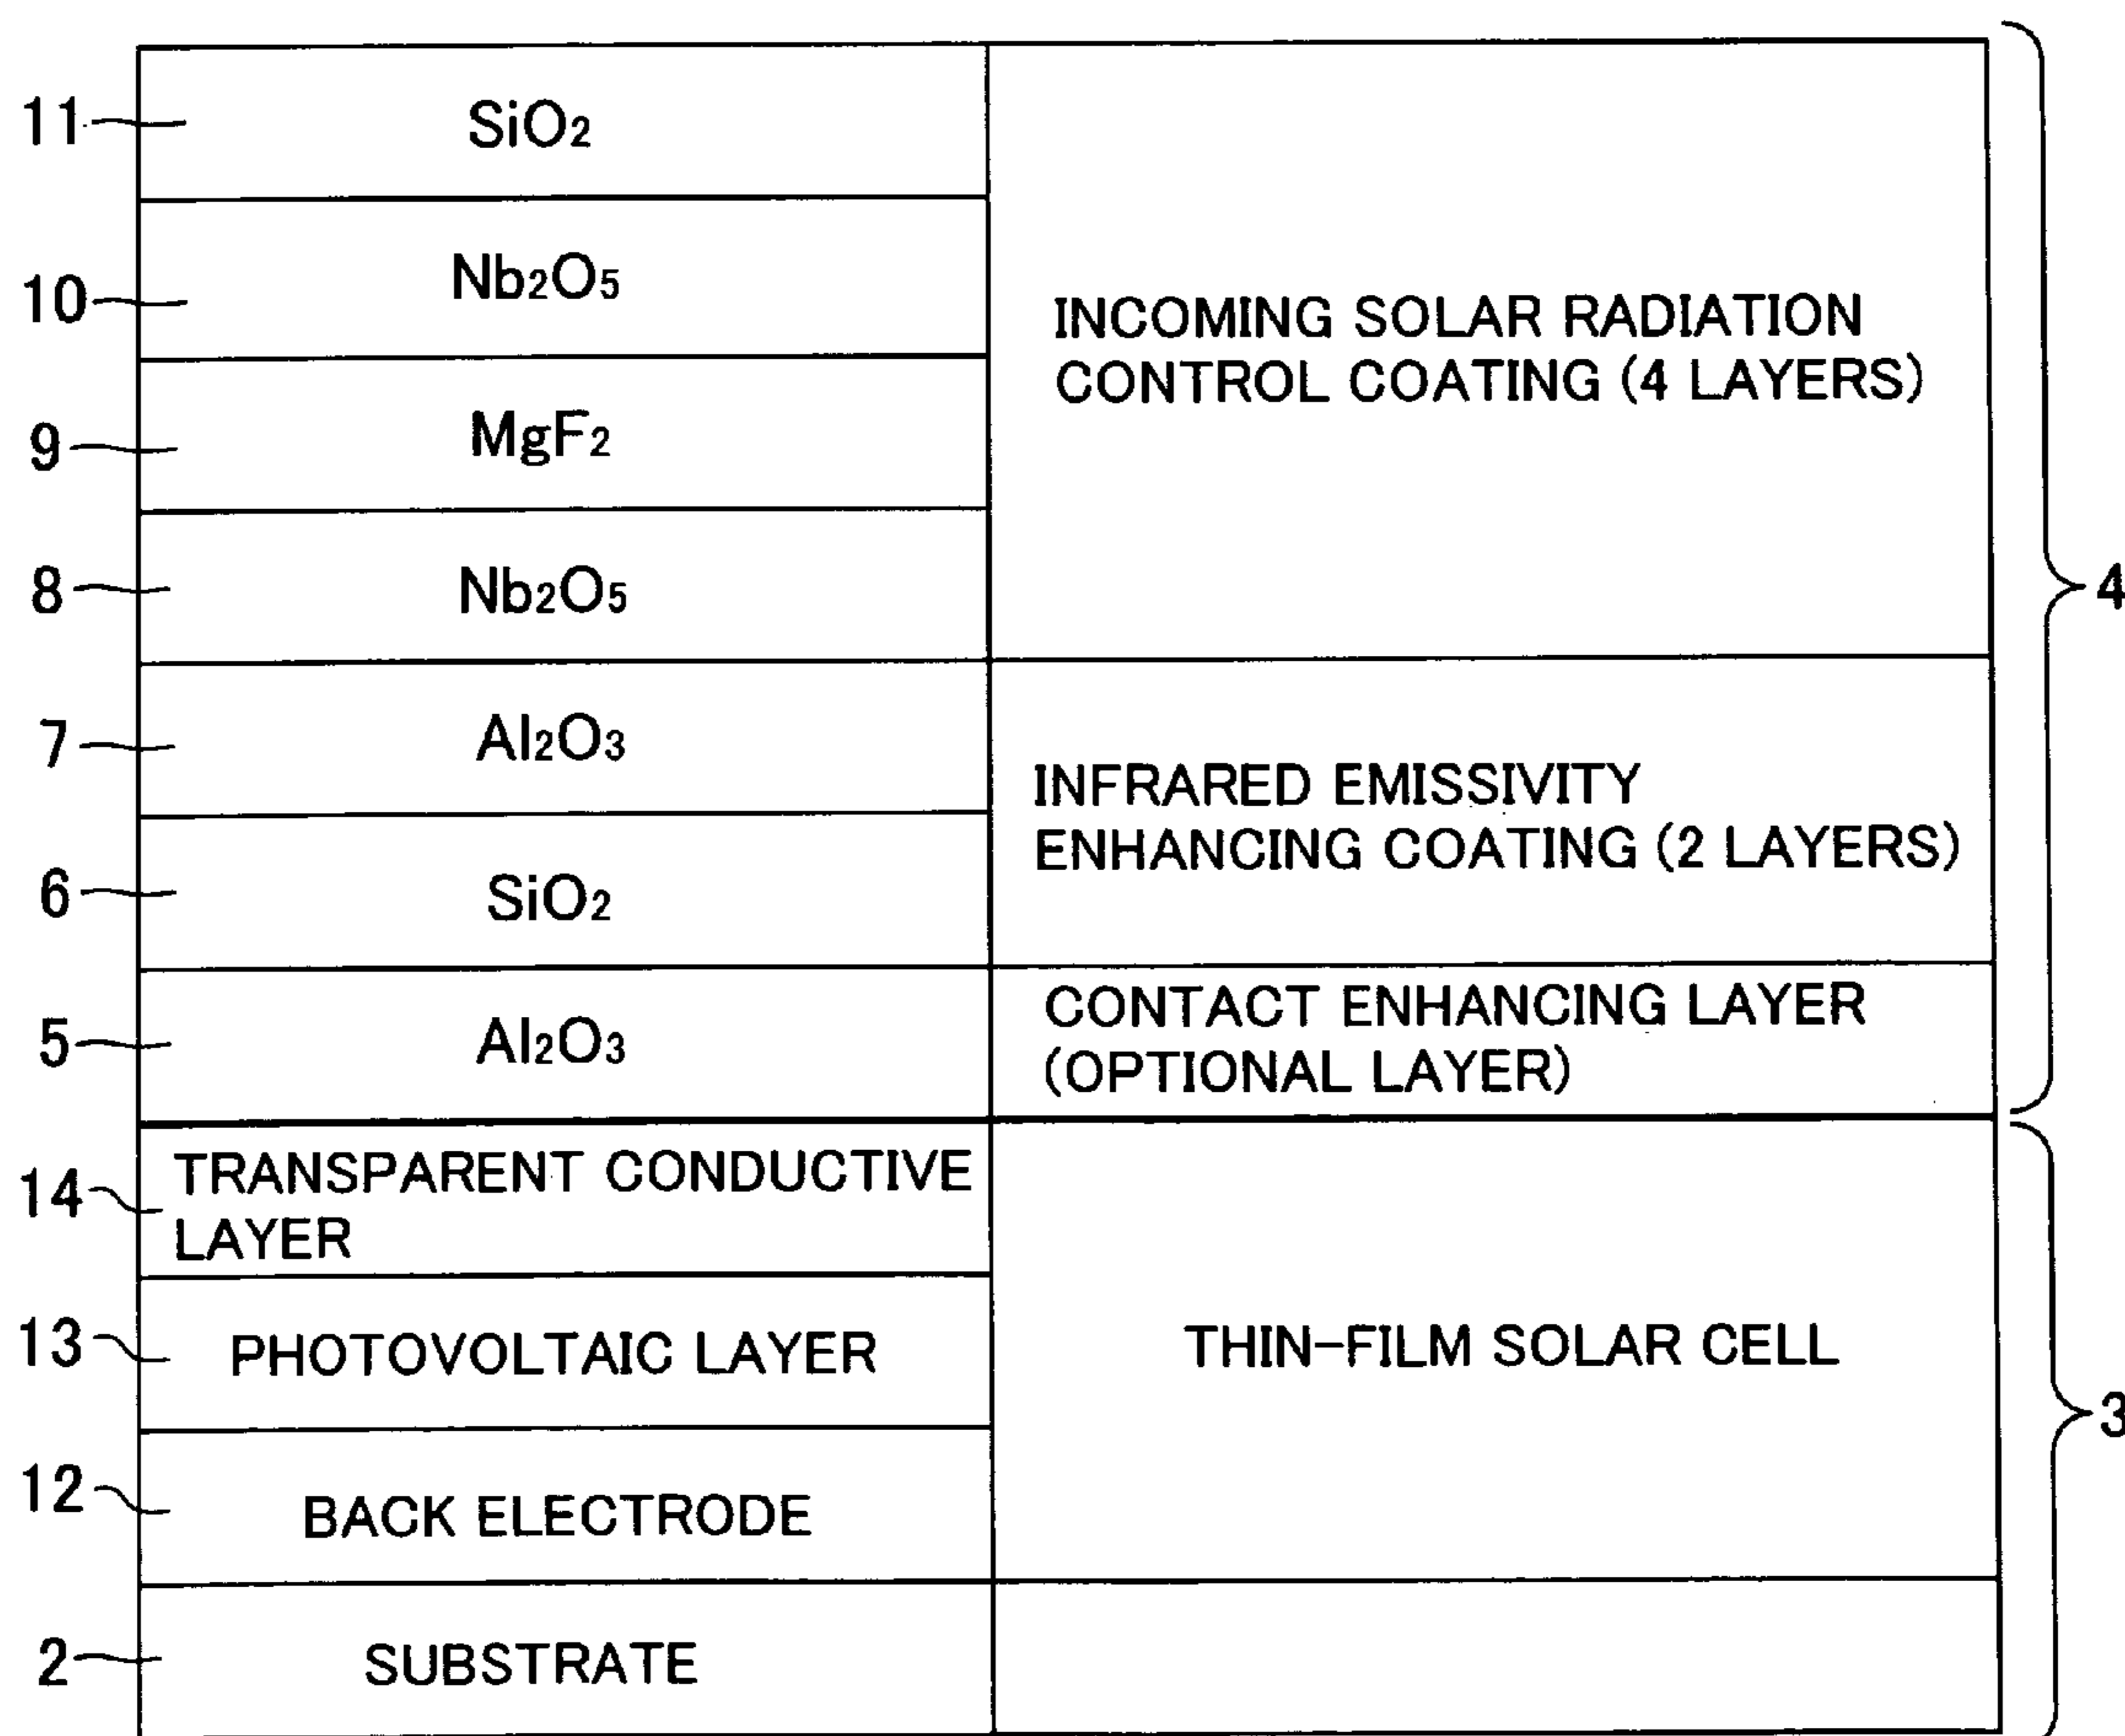 11 SiO2
10 Nb2O5
INCOMING SOLAR RADIATION
CONTROL COATING (4 LAYERS)
9 MgF2
8 Nb2O5
4
7 Al2O3
INFRARED EMISSIVITY
ENHANCING COATING (2 LAYERS)
6 SiO2
5 Al2O3
CONTACT ENHANCING LAYER
(OPTIONAL LAYER)
14 TRANSPARENT CONDUCTIVE
LAYER
13 PHOTOVOLTAIC LAYER
THIN-FILM SOLAR CELL
3
12 BACK ELECTRODE
2 SUBSTRATE